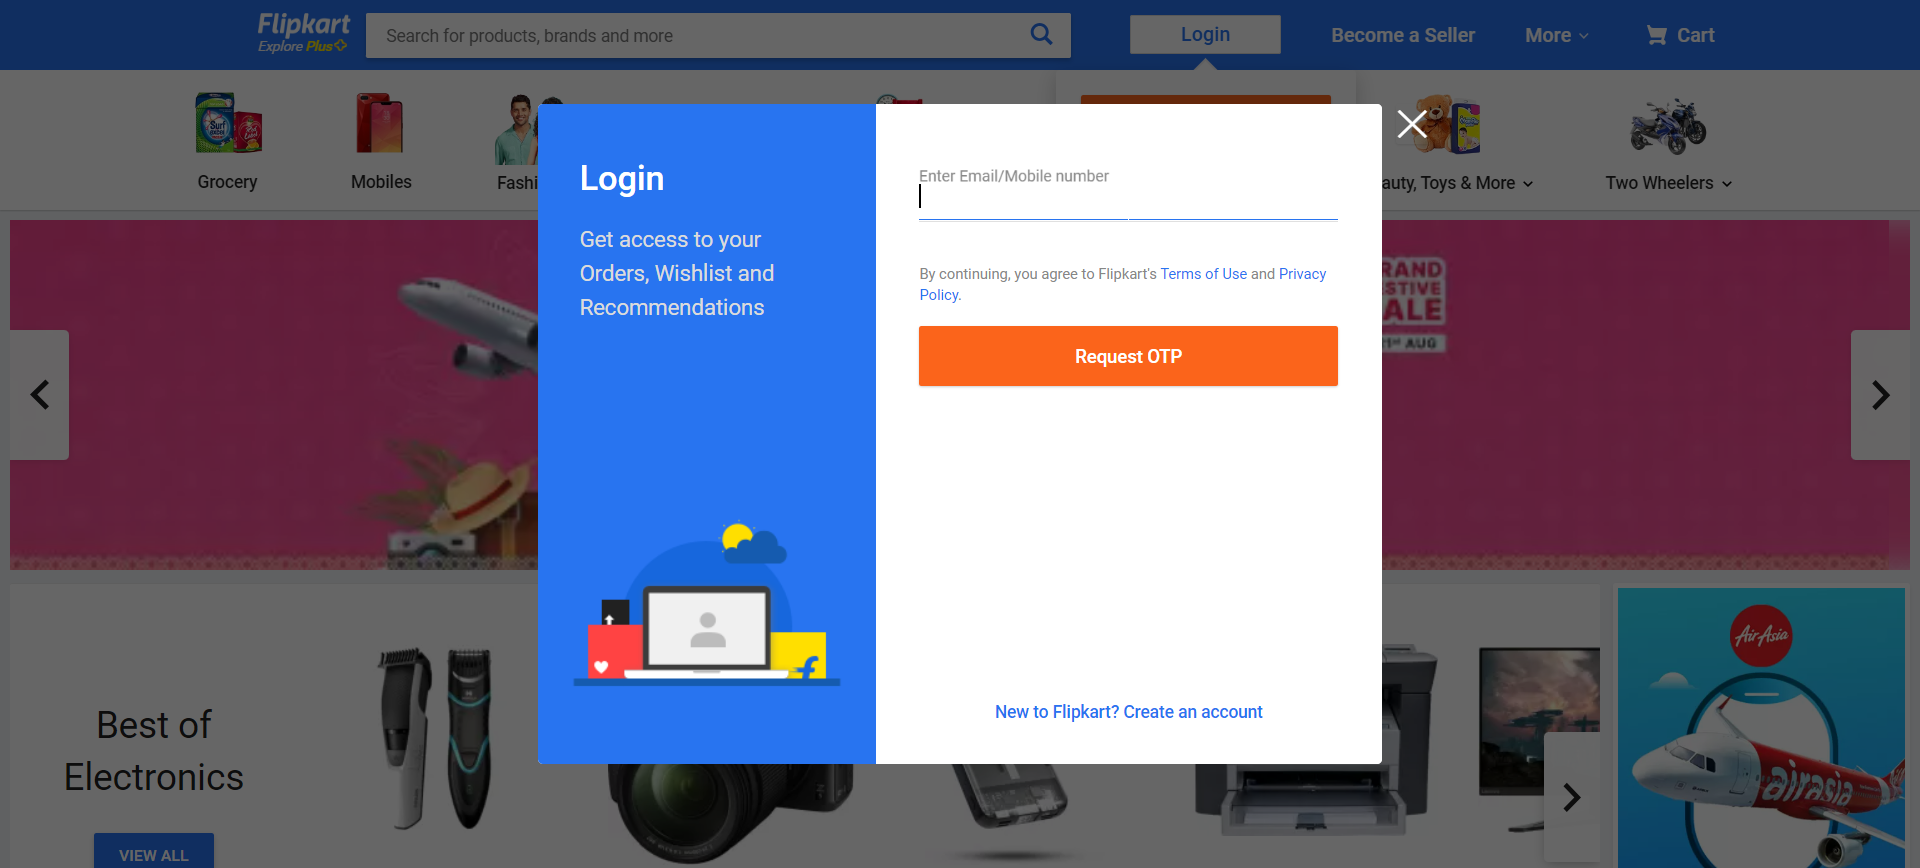 Flipkart
Explore Plus
Search for products, brands and more
Login
Become a Seller
More
Cart
Surf
Grocery
Mobiles
Fashi
auty, Toys & More
Two Wheelers
Login
Get access to your
Orders, Wishlist and
Recommendations
Enter Email/Mobile number
By continuing, you agree to Flipkart's Terms of Use and Privacy
Policy.
Request OTP
New to Flipkart? Create an account
RAND
STIVE
ALE
ST AUG
Best of
Electronics
VIEW ALL
AirAsia
airasia